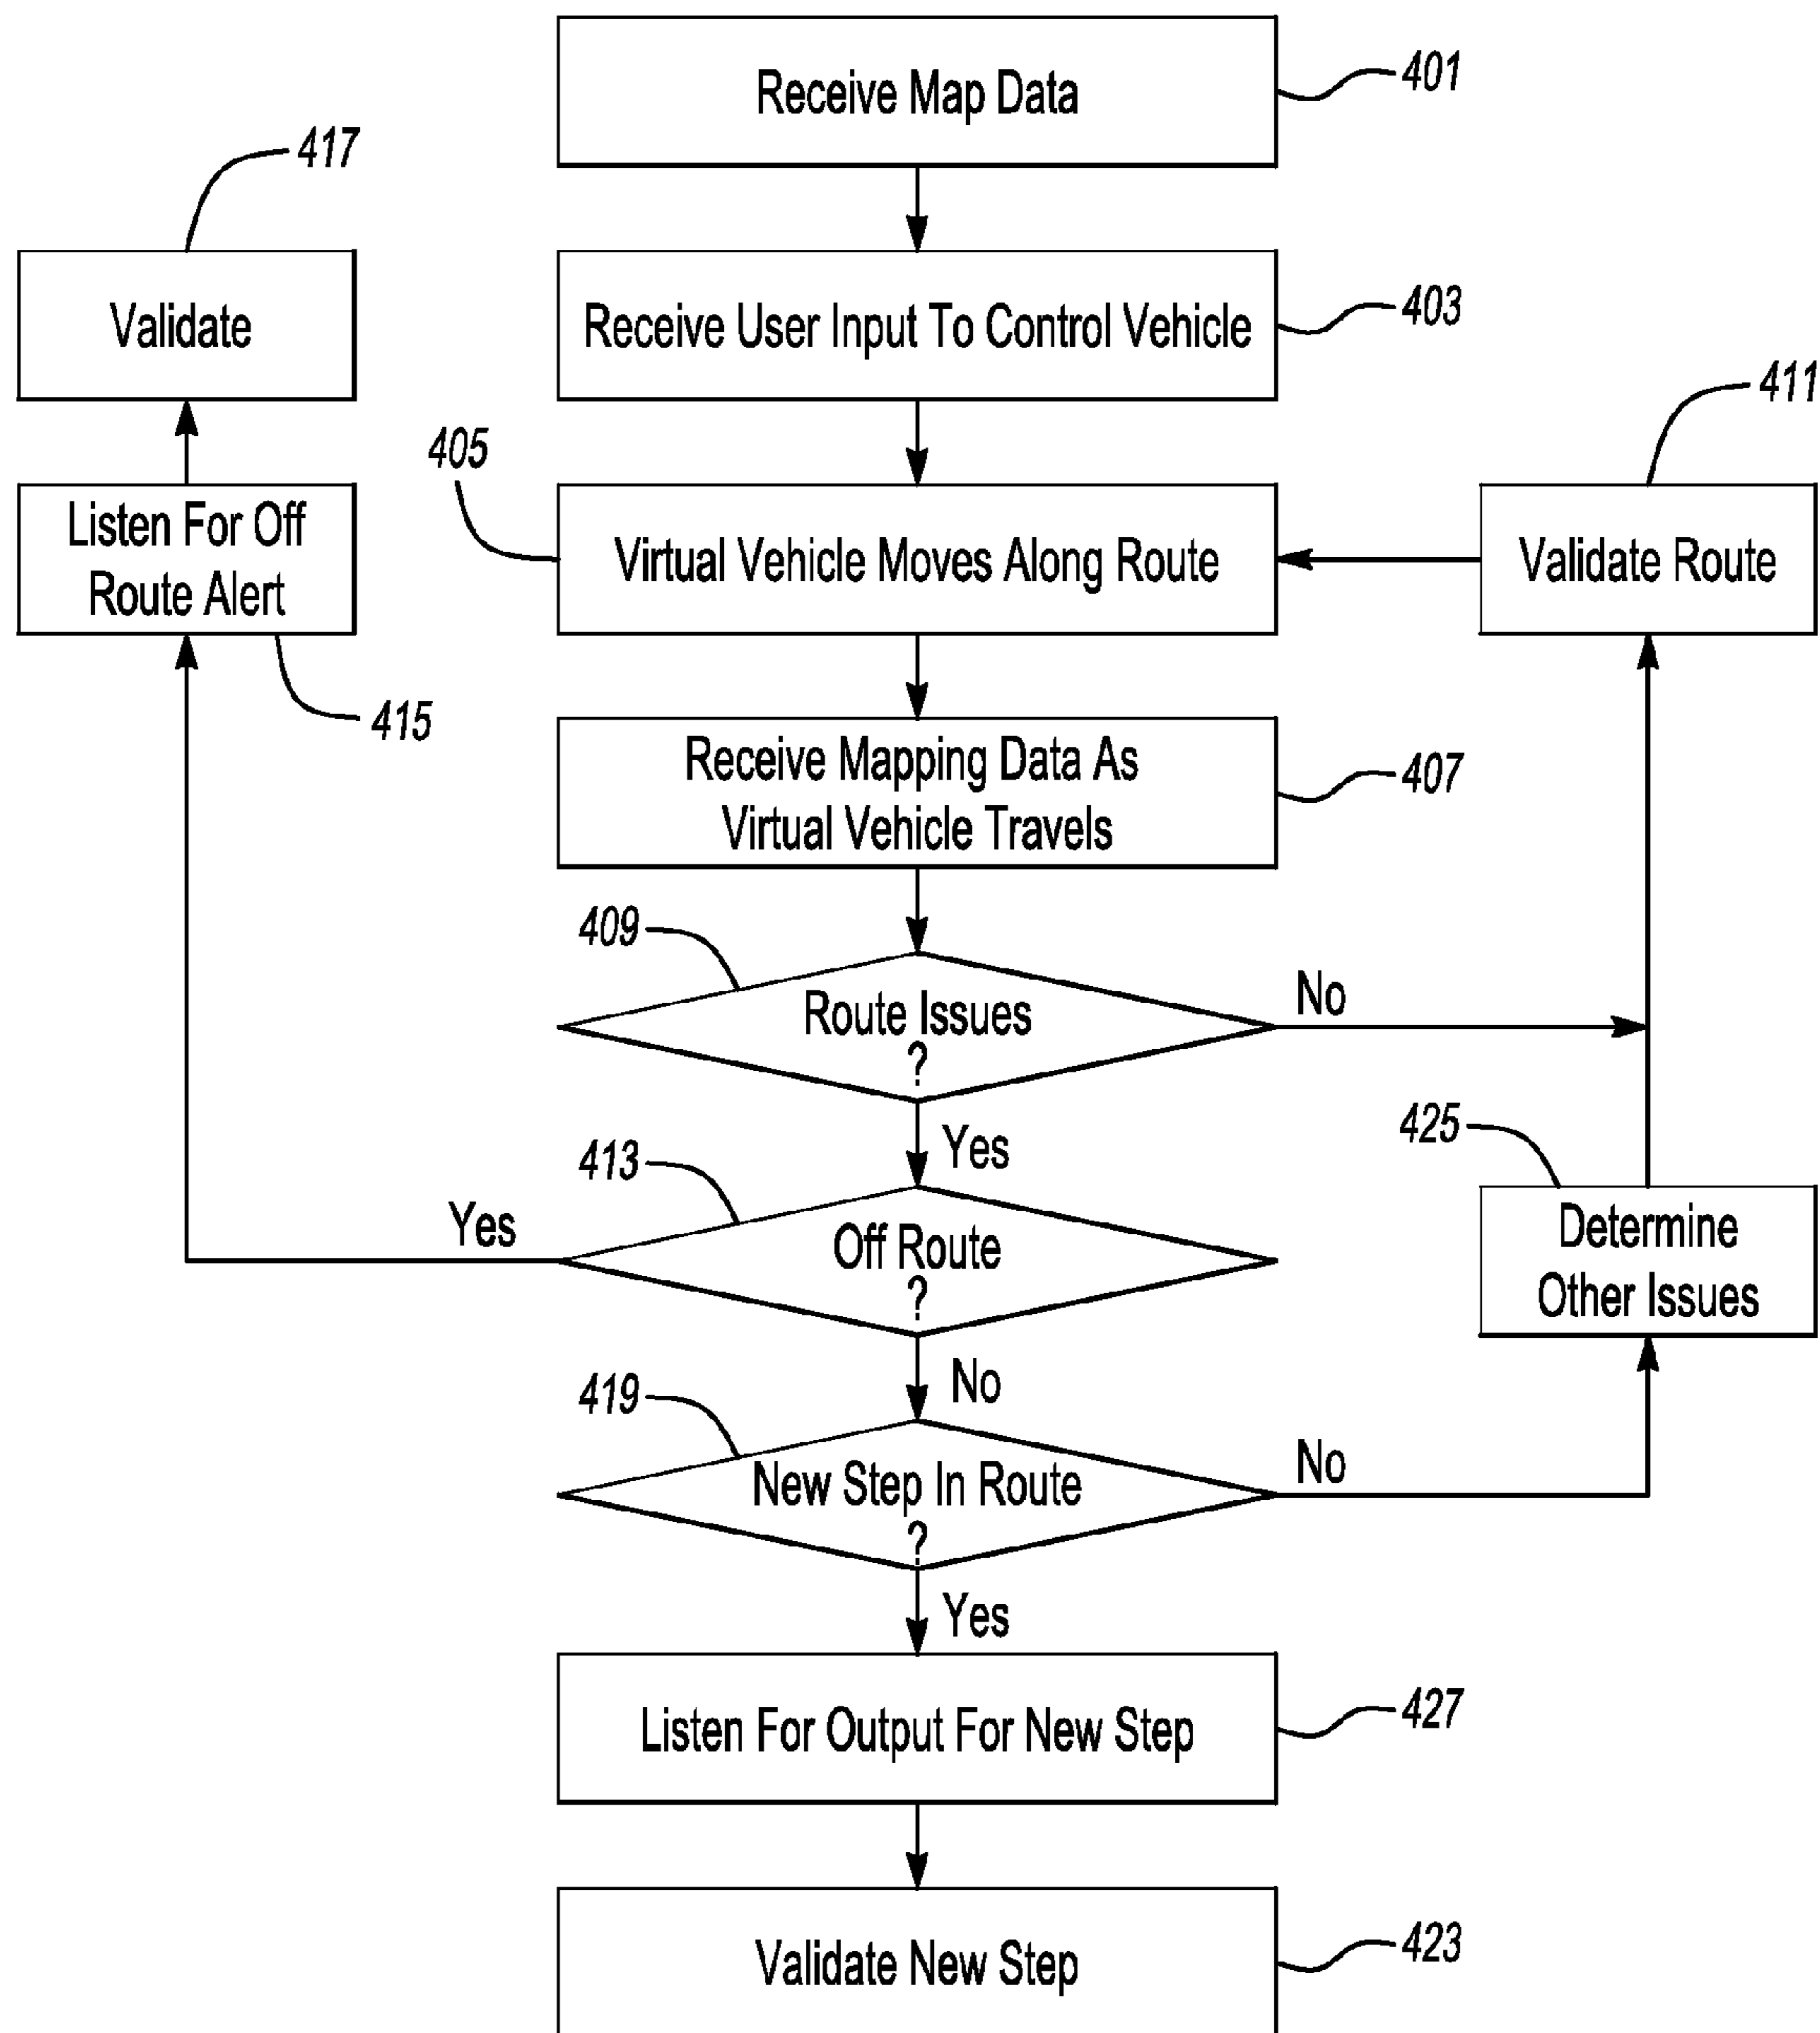 Receive Map Data
401
417
Validate
Receive User Input To Control Vehicle
403
411
405
Listen For Off
Route Alert
Virtual Vehicle Moves Along Route
Validate Route
415
Receive Mapping Data As
Virtual Vehicle Travels
407
409
Route Issues
?
No
Yes
413
425
Yes
Off Route
?
Determine
Other Issues
No
419
New Step In Route
?
No
Yes
Listen For Output For New Step
427
Validate New Step
423